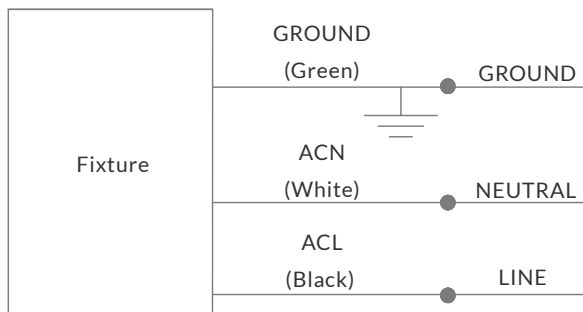 GROUND
(Green)
GROUND
Fixture
ACN
(White)
NEUTRAL
ACL
(Black)
LINE